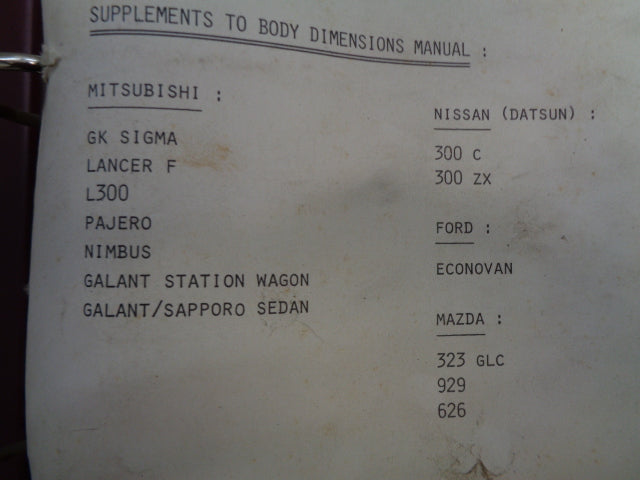 SUPPLEMENTS TO BODY DIMENSIONS MANUAL :
MITSUBISHI :
GK SIGMA
LANCER F
L300
PAJERO
NIMBUS
GALANT STATION WAGON
GALANT/SAPPORO SEDAN
NISSAN (DATSUN) :
300 C
300 ZX
FORD :
ECONOVAN
MAZDA :
323 GLC
929
626